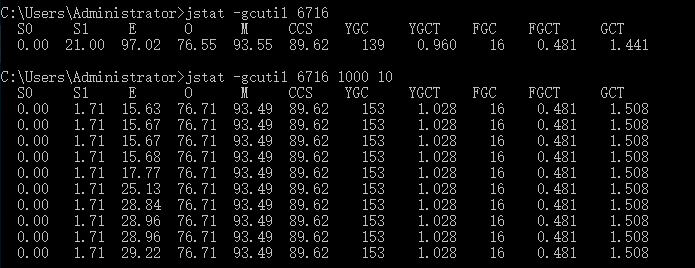 C:\Users\Administrator>jstat -gcutil 6716
S0 S1 E O M CCS YGC YGCT FGC FGCT GCT
0.00 21.00 97.02 76.55 93.55 89.62 139 0.960 16 0.481 1.441
C:\Users\Administrator>jstat -gcutil 6716 1000 10
S0 S1 E O M CCS YGC YGCT FGC FGCT GCT
0.00 1.71 15.63 76.71 93.49 89.62 153 1.028 16 0.481 1.508
0.00 1.71 15.67 76.71 93.49 89.62 153 1.028 16 0.481 1.508
0.00 1.71 15.67 76.71 93.49 89.62 153 1.028 16 0.481 1.508
0.00 1.71 15.68 76.71 93.49 89.62 153 1.028 16 0.481 1.508
0.00 1.71 17.77 76.71 93.49 89.62 153 1.028 16 0.481 1.508
0.00 1.71 25.13 76.71 93.49 89.62 153 1.028 16 0.481 1.508
0.00 1.71 28.84 76.71 93.49 89.62 153 1.028 16 0.481 1.508
0.00 1.71 28.96 76.71 93.49 89.62 153 1.028 16 0.481 1.508
0.00 1.71 28.96 76.71 93.49 89.62 153 1.028 16 0.481 1.508
0.00 1.71 29.22 76.71 93.49 89.62 153 1.028 16 0.481 1.508